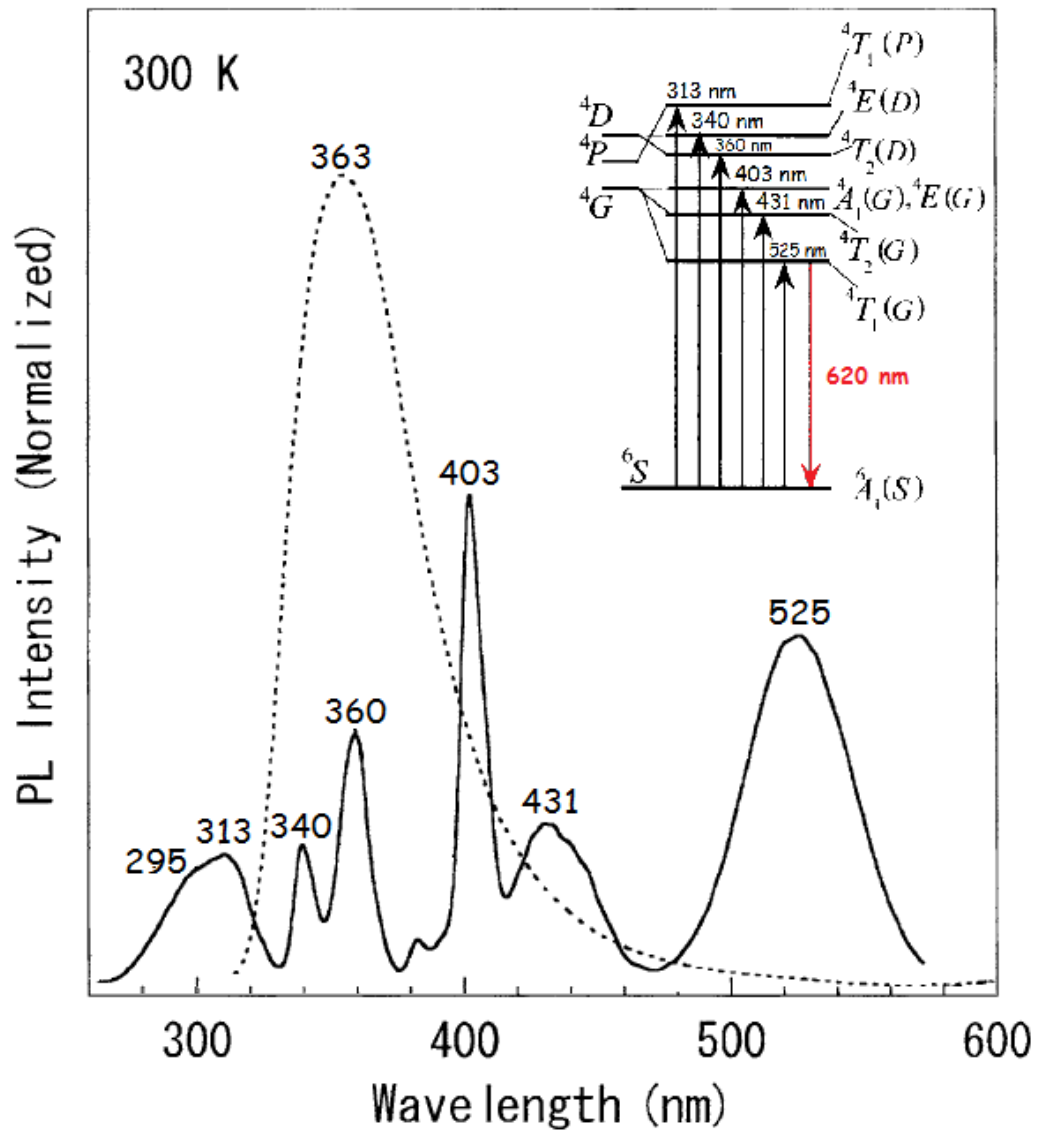 300 K
363
403
525
360
431
340
313
295
⁴T₁(P)
313 nm
⁴E(D)
⁴D
340 nm
⁴P
360 nm
⁴T₂(D)
403 nm
⁴A₁(G),⁴E(G)
⁴G
431 nm
⁴T₂(G)
525 nm
⁴T₁(G)
620 nm
⁶S
⁶A₁(S)
PL Intensity (Normalized)
300
400
500
600
Wavelength (nm)